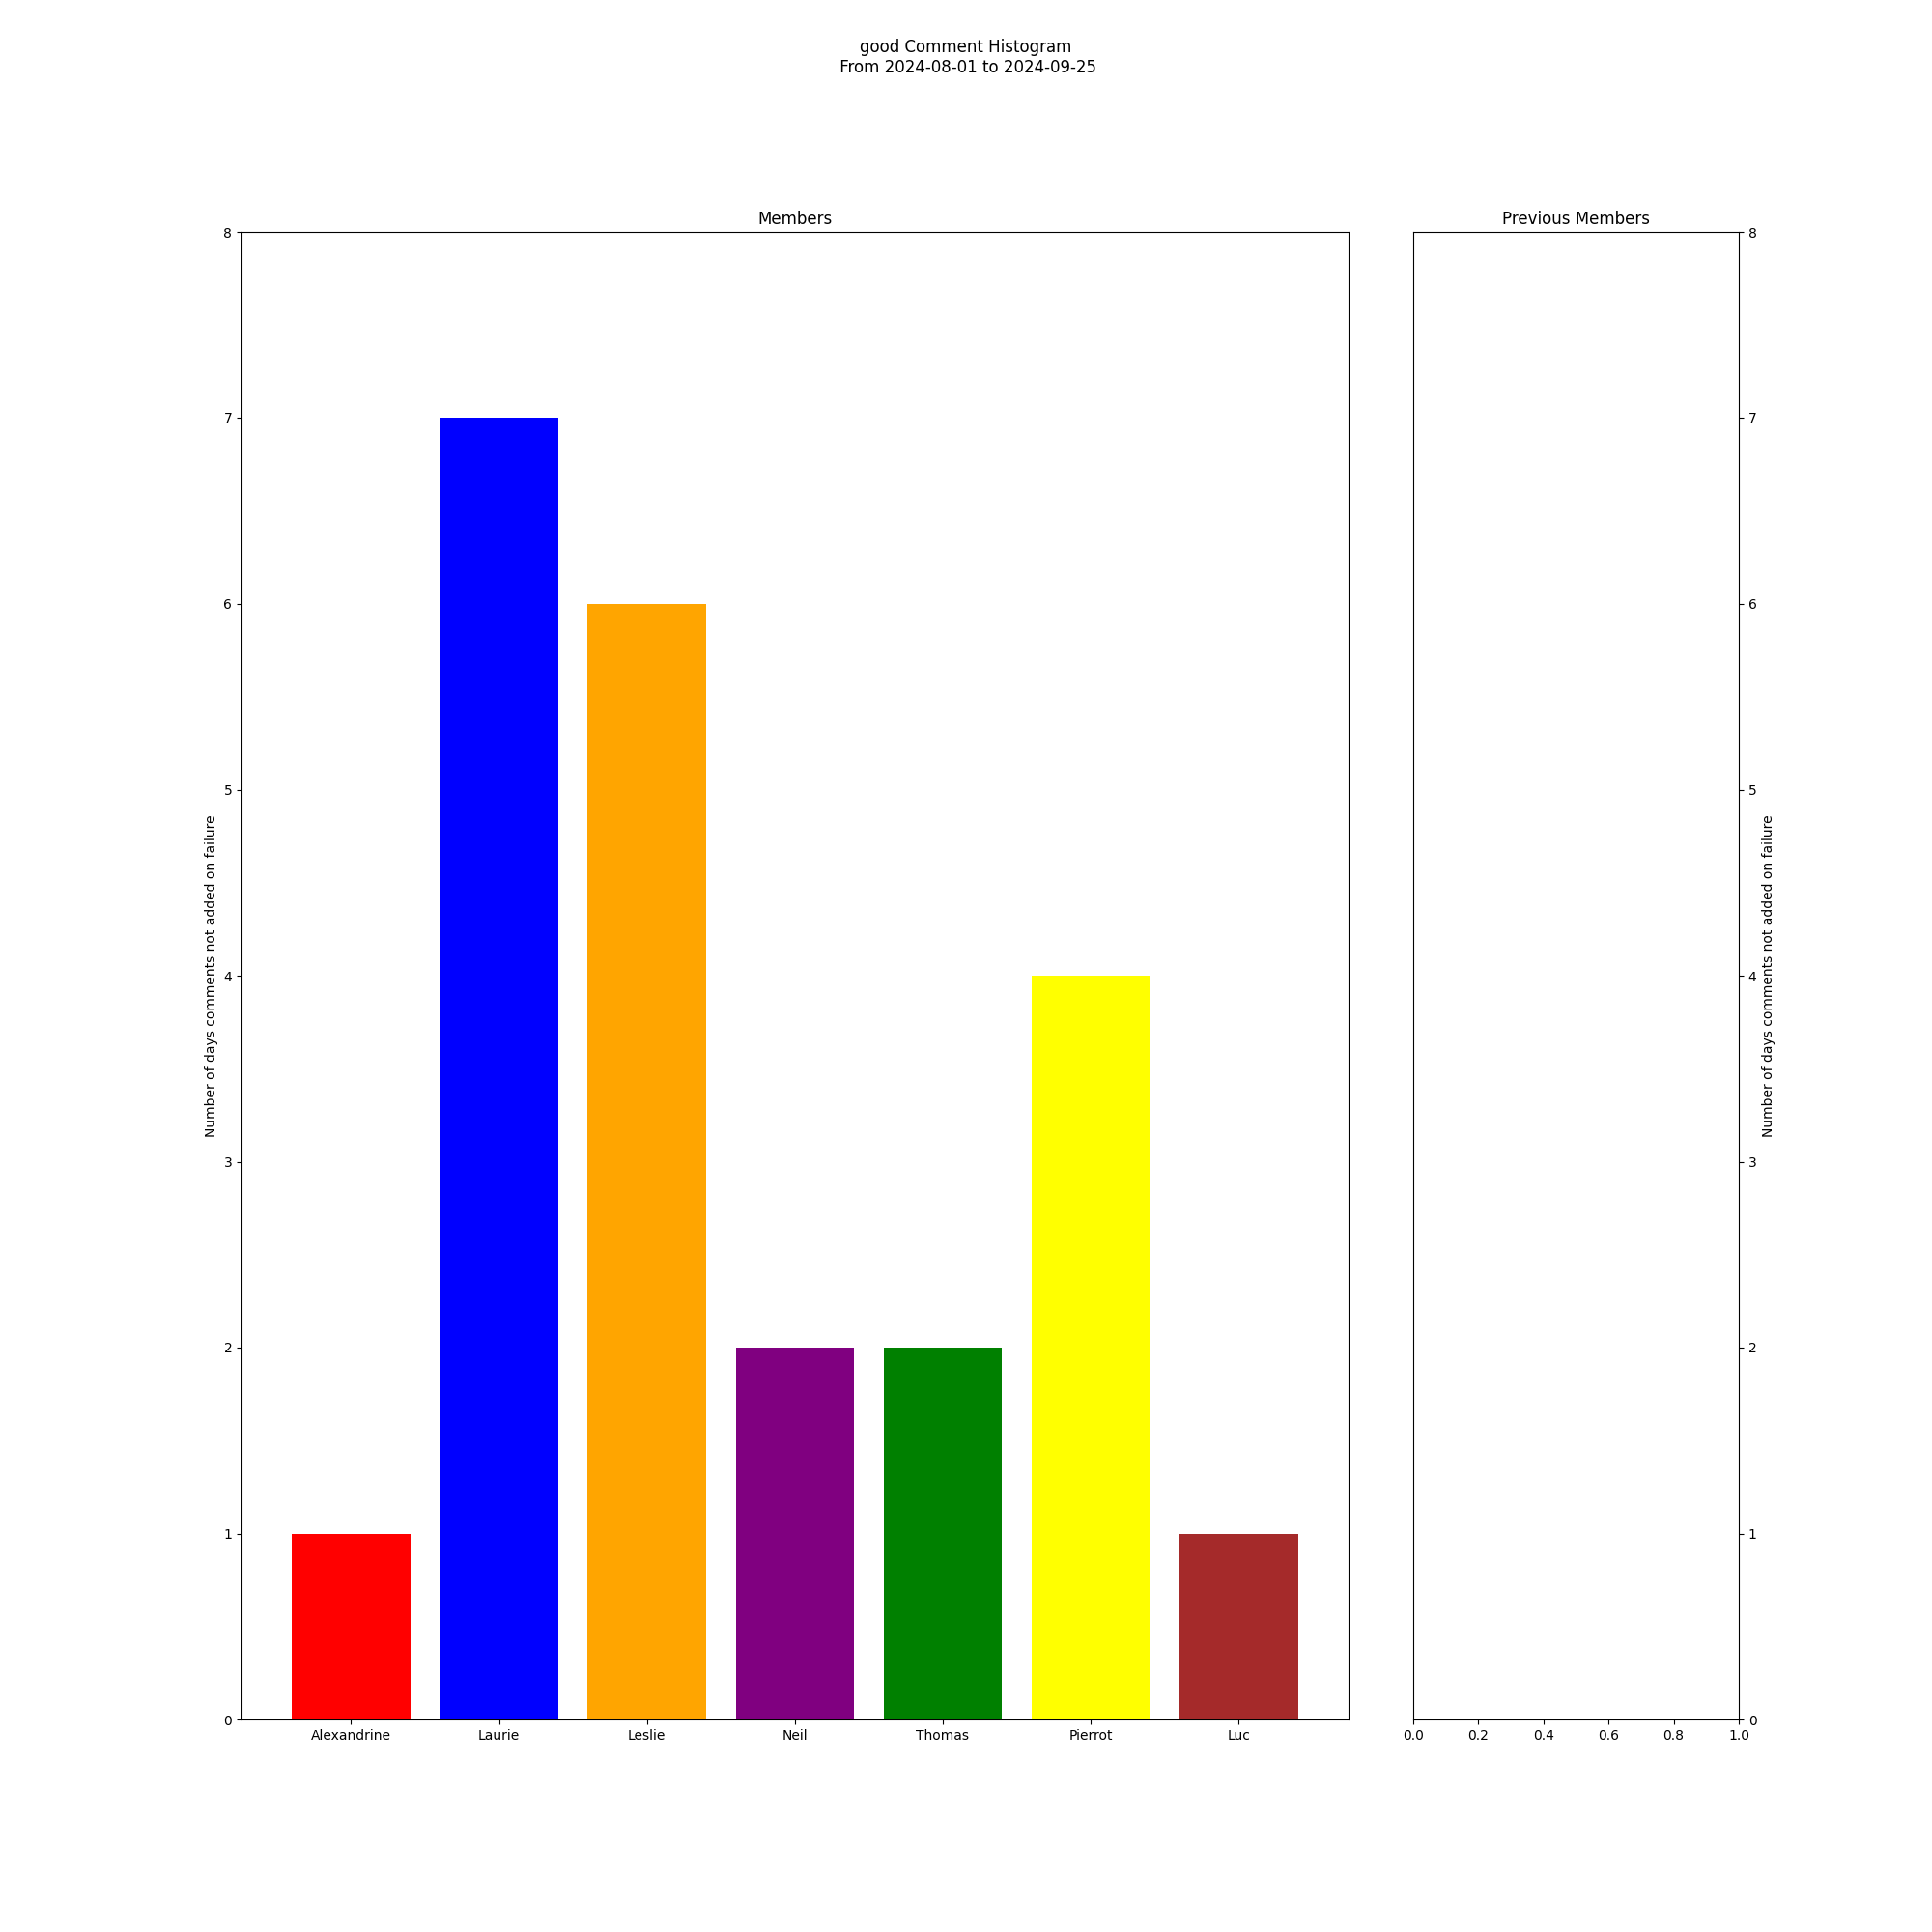 good Comment Histogram
From 2024-08-01 to 2024-09-25
Members
8
7
6
5
4
3
2
1
0
Number of days comments not added on failure
Alexandrine
Laurie
Leslie
Neil
Thomas
Pierrot
Luc
Previous Members
8
7
6
5
4
3
2
1
0
Number of days comments not added on failure
0.0
0.2
0.4
0.6
0.8
1.0